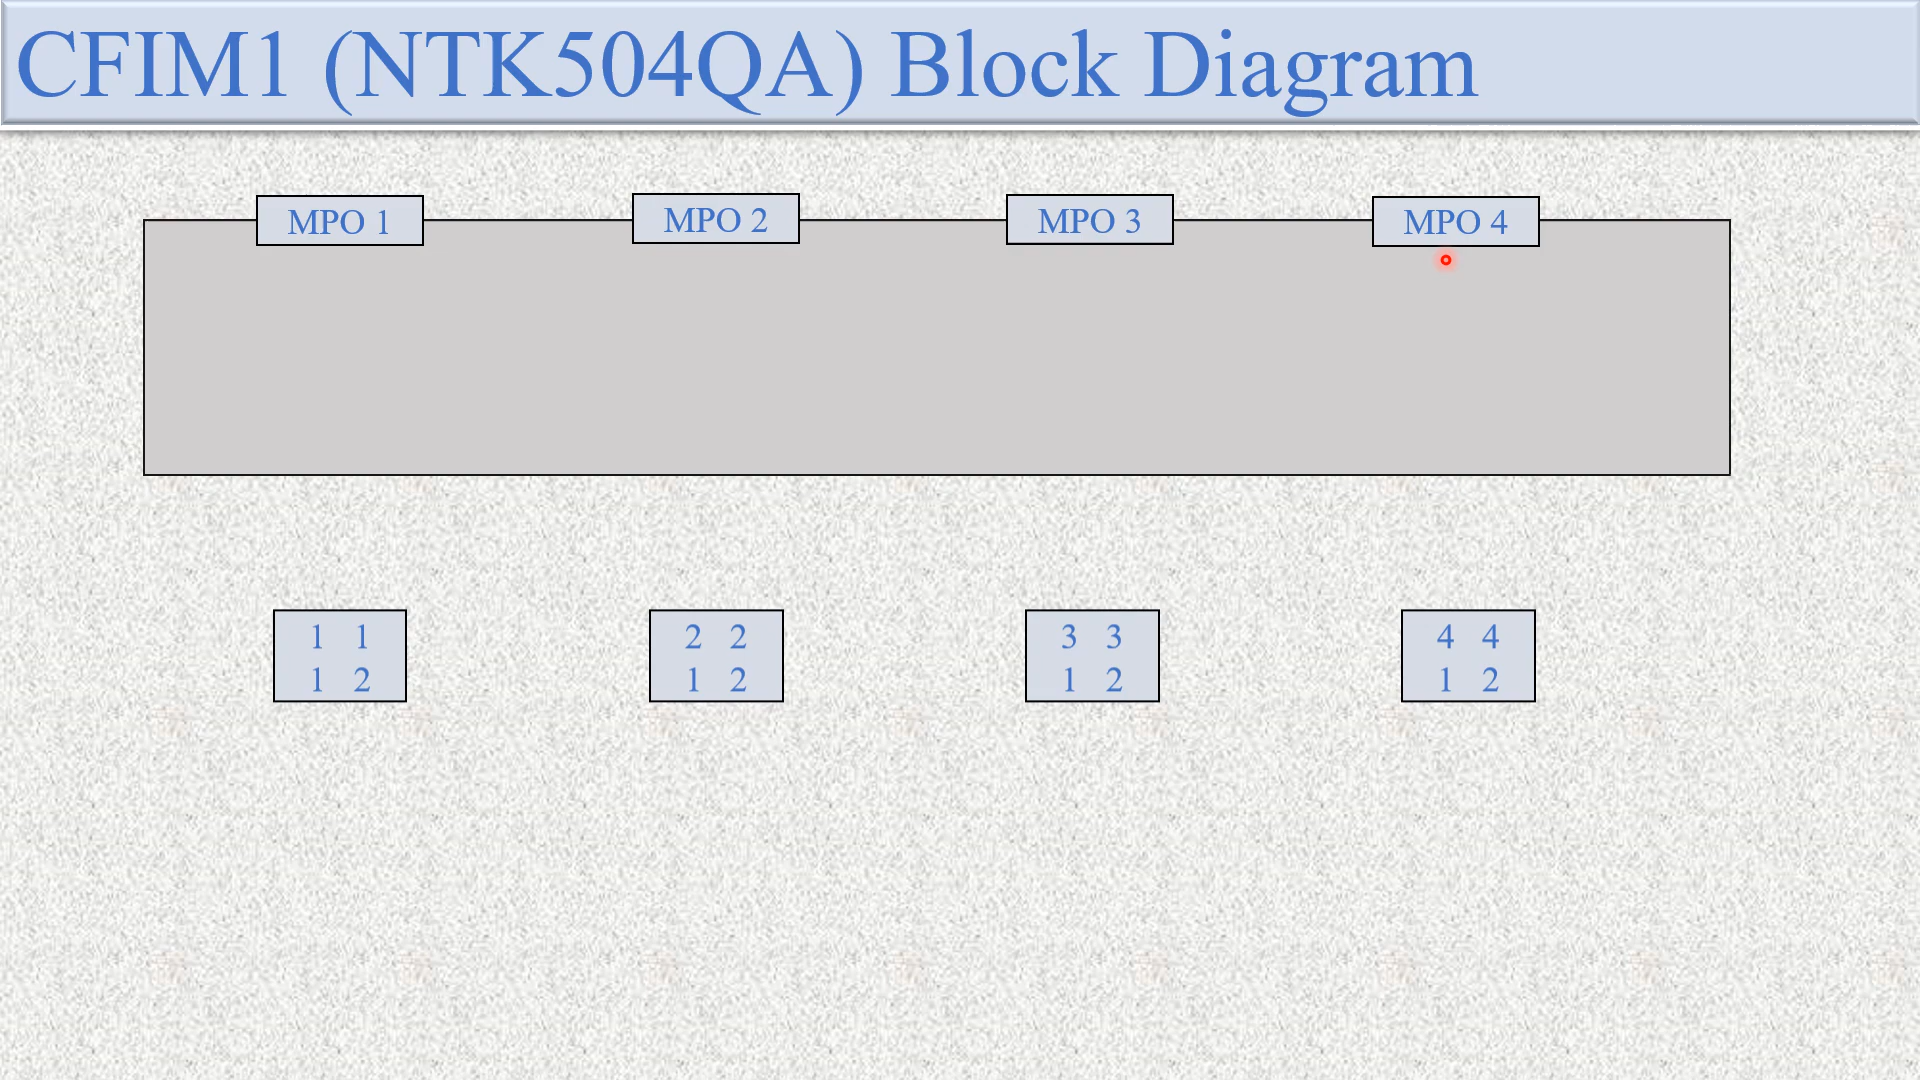 CFIM1 (NTK504QA) Block Diagram
MPO 1
MPO 2
MPO 3
MPO 4
1 1
1 2
2 2
1 2
3 3
1 2
4 4
1 2